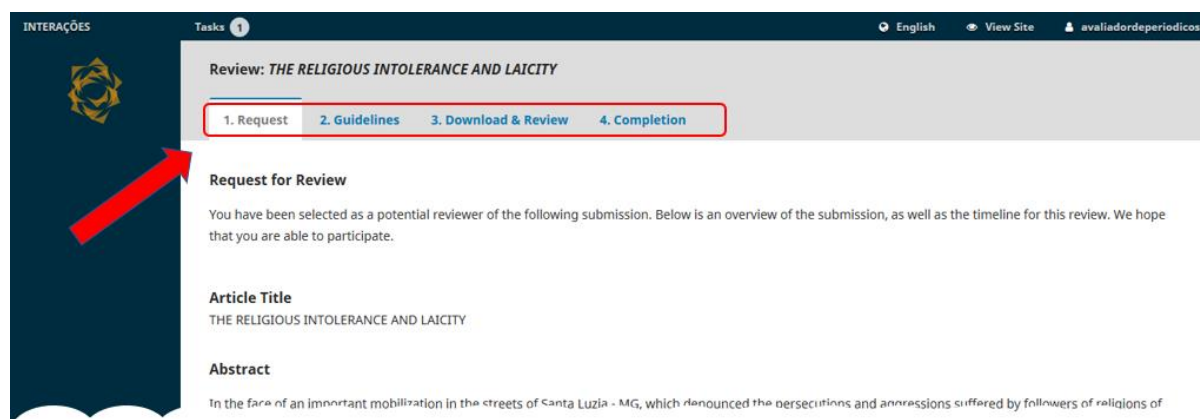 INTERAÇÕES Tasks 1 English View Site avaliadordeperiodicos
Review: THE RELIGIOUS INTOLERANCE AND LAICITY
1. Request 2. Guidelines 3. Download & Review 4. Completion
Request for Review
You have been selected as a potential reviewer of the following submission. Below is an overview of the submission, as well as the timeline for this review. We hope
that you are able to participate.
Article Title
THE RELIGIOUS INTOLERANCE AND LAICITY
Abstract
In the face of an important mobilization in the streets of Santa Luzia - MG, which denounced the persecutions and aggressions suffered by followers of religions of